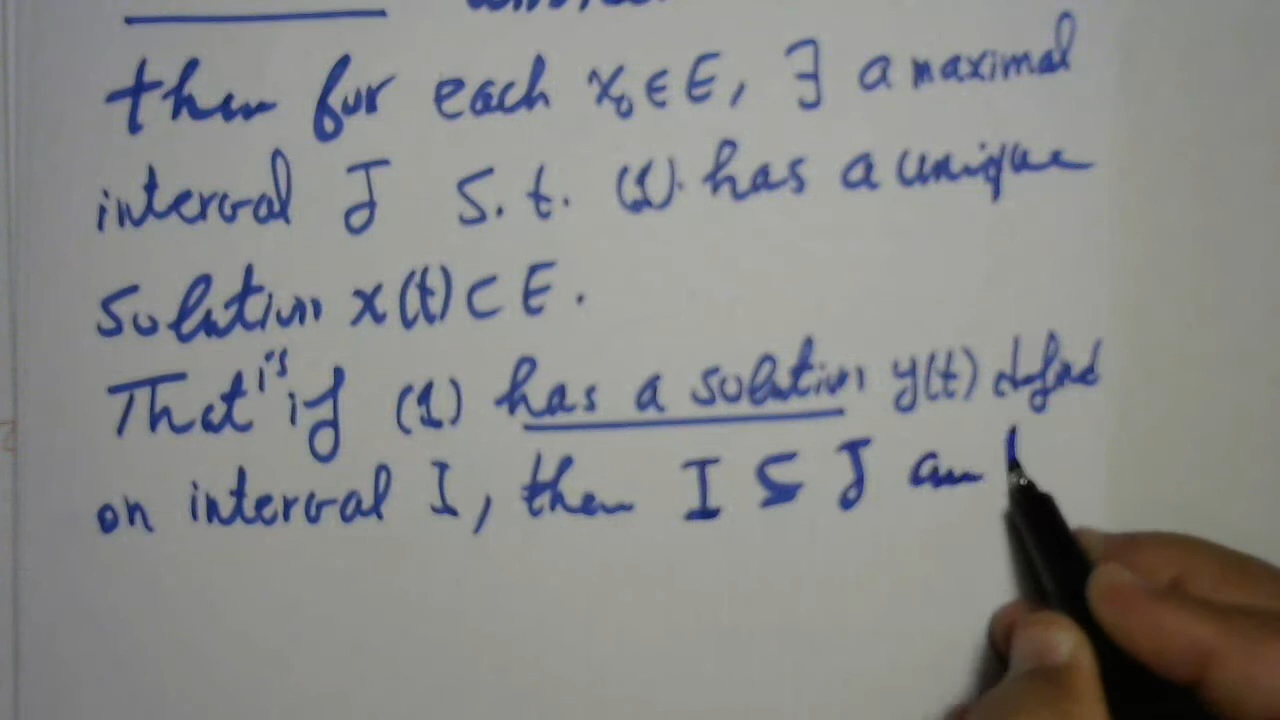 then for each x₀ ∈ E, ∃ a maximal
interval J s.t. (1) has a unique
solution x(t) ⊂ E.
That is if (1) has a solution y(t) defined
on interval I, then I ⊆ J an